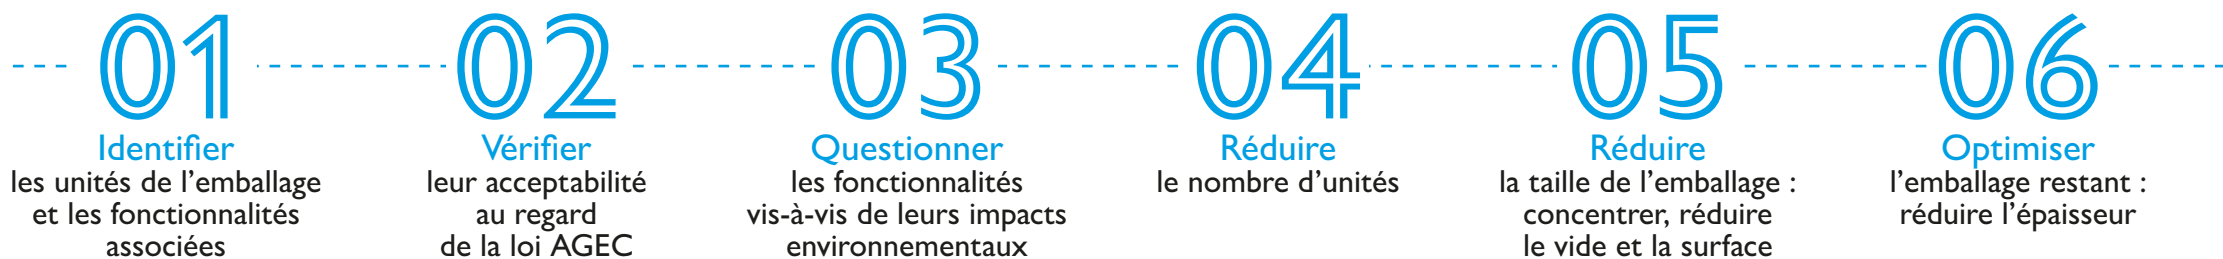 01
Identifier
les unités de l’emballage
et les fonctionnalités
associées
02
Vérifier
leur acceptabilité
au regard
de la loi AGEC
03
Questionner
les fonctionnalités
vis-à-vis de leurs impacts
environnementaux
04
Réduire
le nombre d’unités
05
Réduire
la taille de l’emballage :
concentrer, réduire
le vide et la surface
06
Optimiser
l’emballage restant :
réduire l’épaisseur